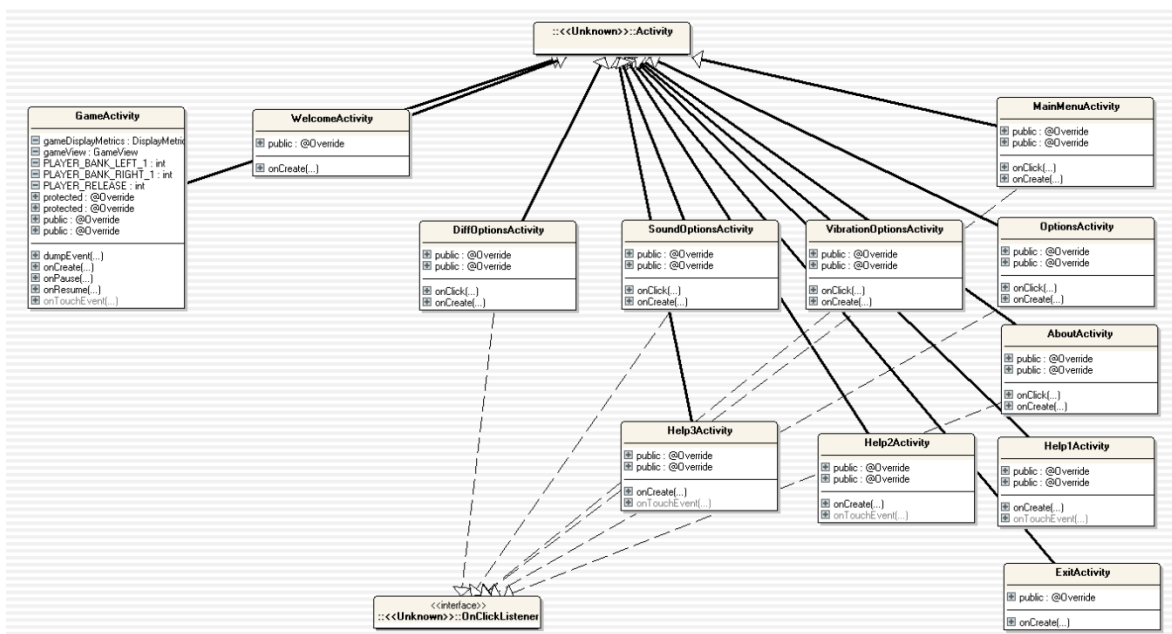 ::<<Unknown>>::Activity
GameActivity
gameDisplayMetrics : DisplayMetric
gameView : GameView
PLAYER_BANK_LEFT_1 : int
PLAYER_BANK_RIGHT_1 : int
PLAYER_RELEASE : int
protected : @Override
protected : @Override
public : @Override
public : @Override
dumpEvent(...)
onCreate(...)
onPause(...)
onResume(...)
onTouchEvent(...)
WelcomeActivity
public : @Override
onCreate(...)
MainMenuActivity
public : @Override
public : @Override
onClick(...)
onCreate(...)
DiffOptionsActivity
public : @Override
public : @Override
onClick(...)
onCreate(...)
SoundOptionsActivity
public : @Override
public : @Override
onClick(...)
onCreate(...)
VibrationOptionsActivity
public : @Override
public : @Override
onClick(...)
onCreate(...)
OptionsActivity
public : @Override
public : @Override
onClick(...)
onCreate(...)
AboutActivity
public : @Override
public : @Override
onClick(...)
onCreate(...)
Help3Activity
public : @Override
public : @Override
onCreate(...)
onTouchEvent(...)
Help2Activity
public : @Override
public : @Override
onCreate(...)
onTouchEvent(...)
Help1Activity
public : @Override
public : @Override
onCreate(...)
onTouchEvent(...)
ExitActivity
public : @Override
onCreate(...)
<<interface>>
::<<Unknown>>::OnClickListener